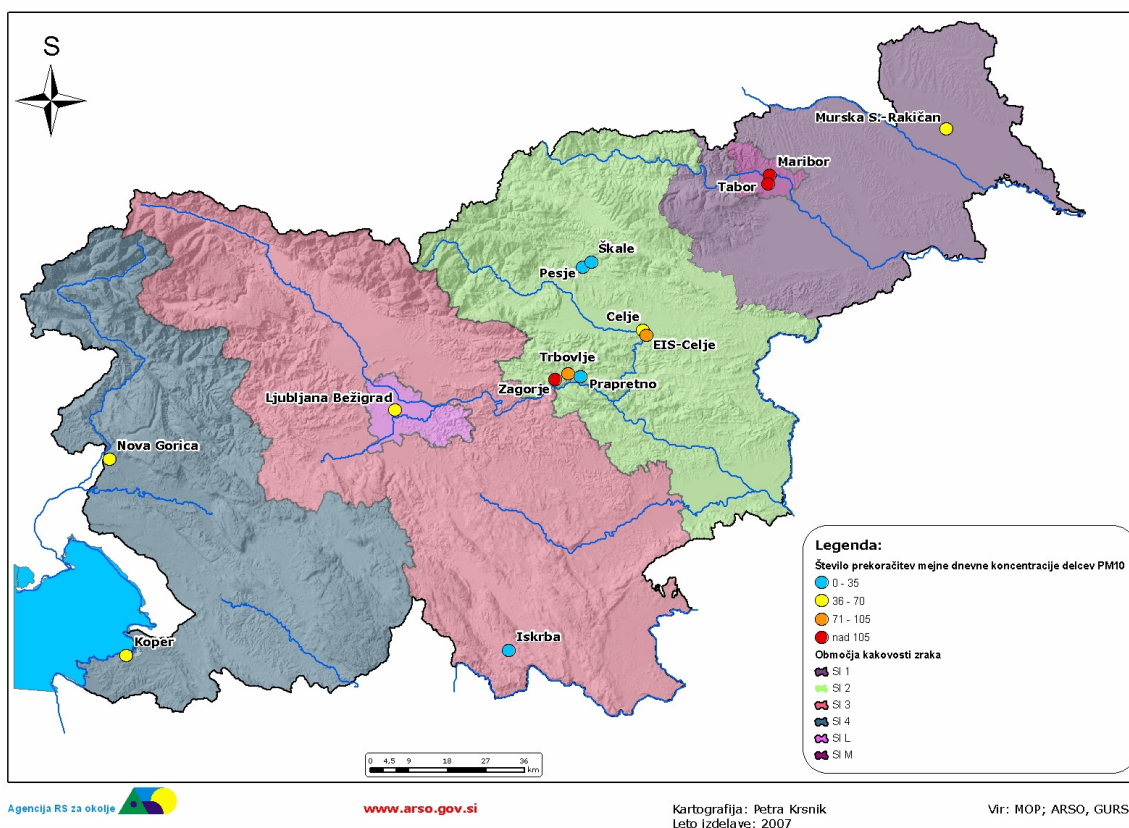 S
Murska S.-Rakičan
Maribor
Tabor
Škale
Pesje
Celje
EIS-Celje
Trbovlje
Prapretno
Zagorje
Ljubljana Bežigrad
Nova Gorica
Koper
Iskrba
Legenda:
Število prekoračitev mejne dnevne koncentracije delcev PM10
0 - 35
36 - 70
71 - 105
nad 105
Območja kakovosti zraka
SI 1
SI 2
SI 3
SI 4
SI L
SI M
0 4,5 9 18 27 36
km
Agencija RS za okolje
www.arso.gov.si
Kartografija: Petra Krsnik
Leto izdelave: 2007
Vir: MOP; ARSO, GURS